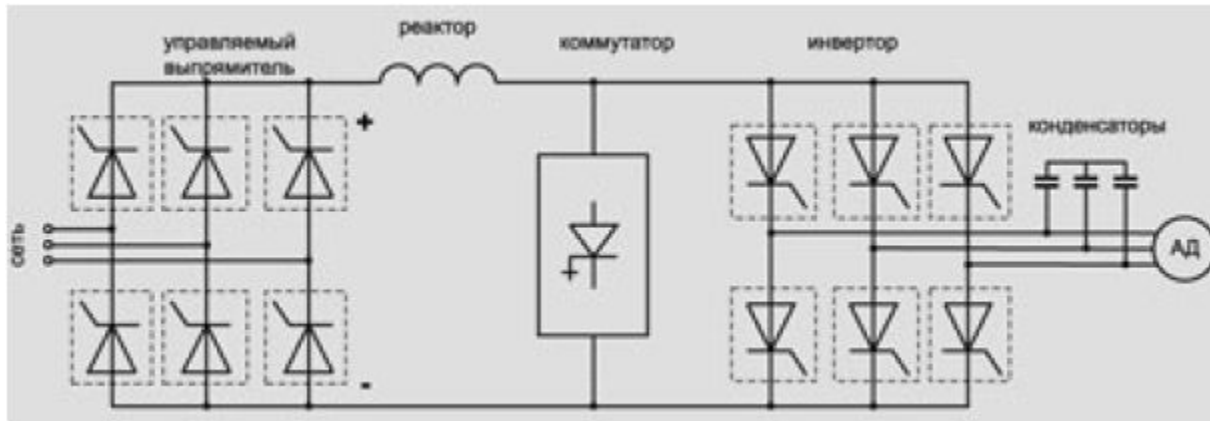 управляемый
выпрямитель
реактор
коммутатор
инвертор
конденсаторы
+
сеть
+
АД
-